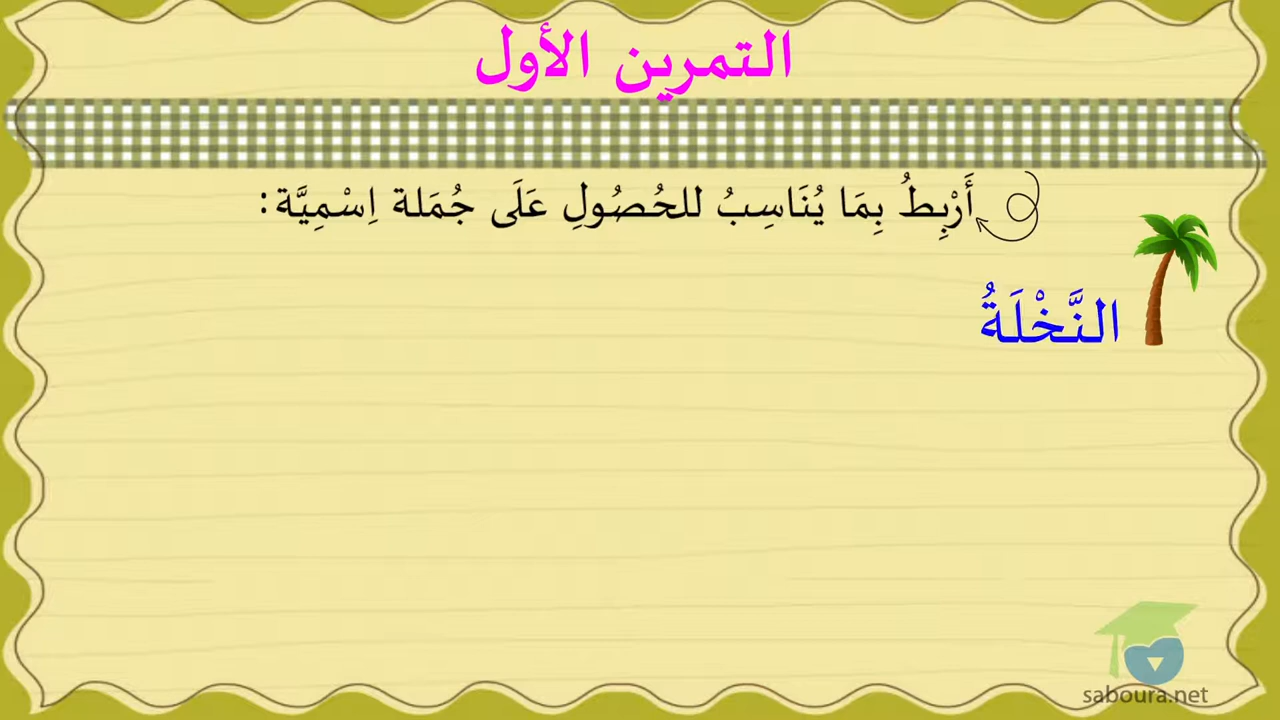 التمرين الأول
أَرْبِطُ بِمَا يُنَاسِبُ للحُصُولِ عَلَى جُمَلة اِسْمِيَّة:
النَّخْلَةُ
saboura.net